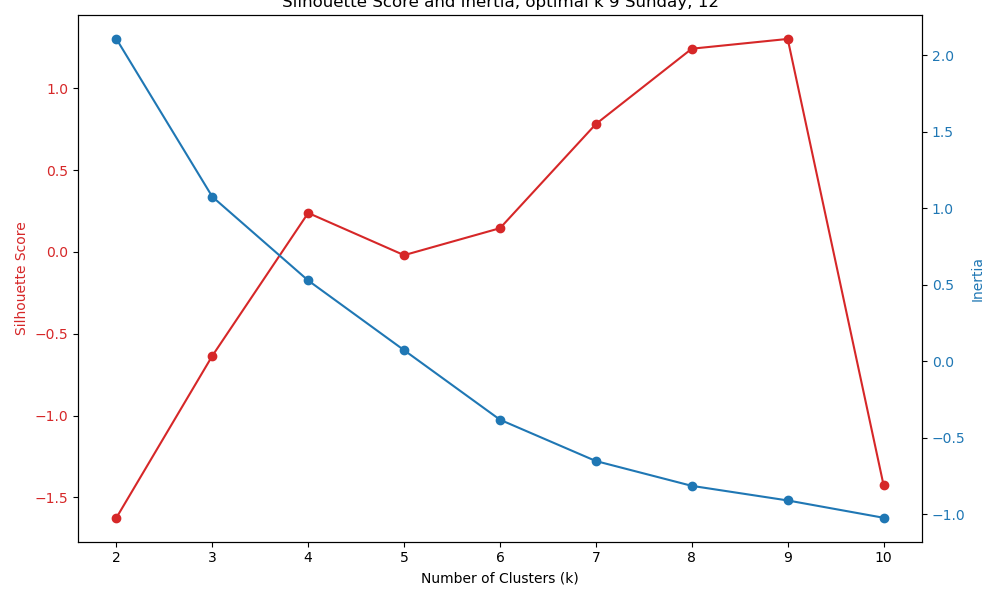 Silhouette Score and Inertia, optimal k 9 Sunday, 12
1.0
0.5
0.0
−0.5
−1.0
−1.5
Silhouette Score
2.0
1.5
1.0
0.5
0.0
−0.5
−1.0
Inertia
2 3 4 5 6 7 8 9 10
Number of Clusters (k)